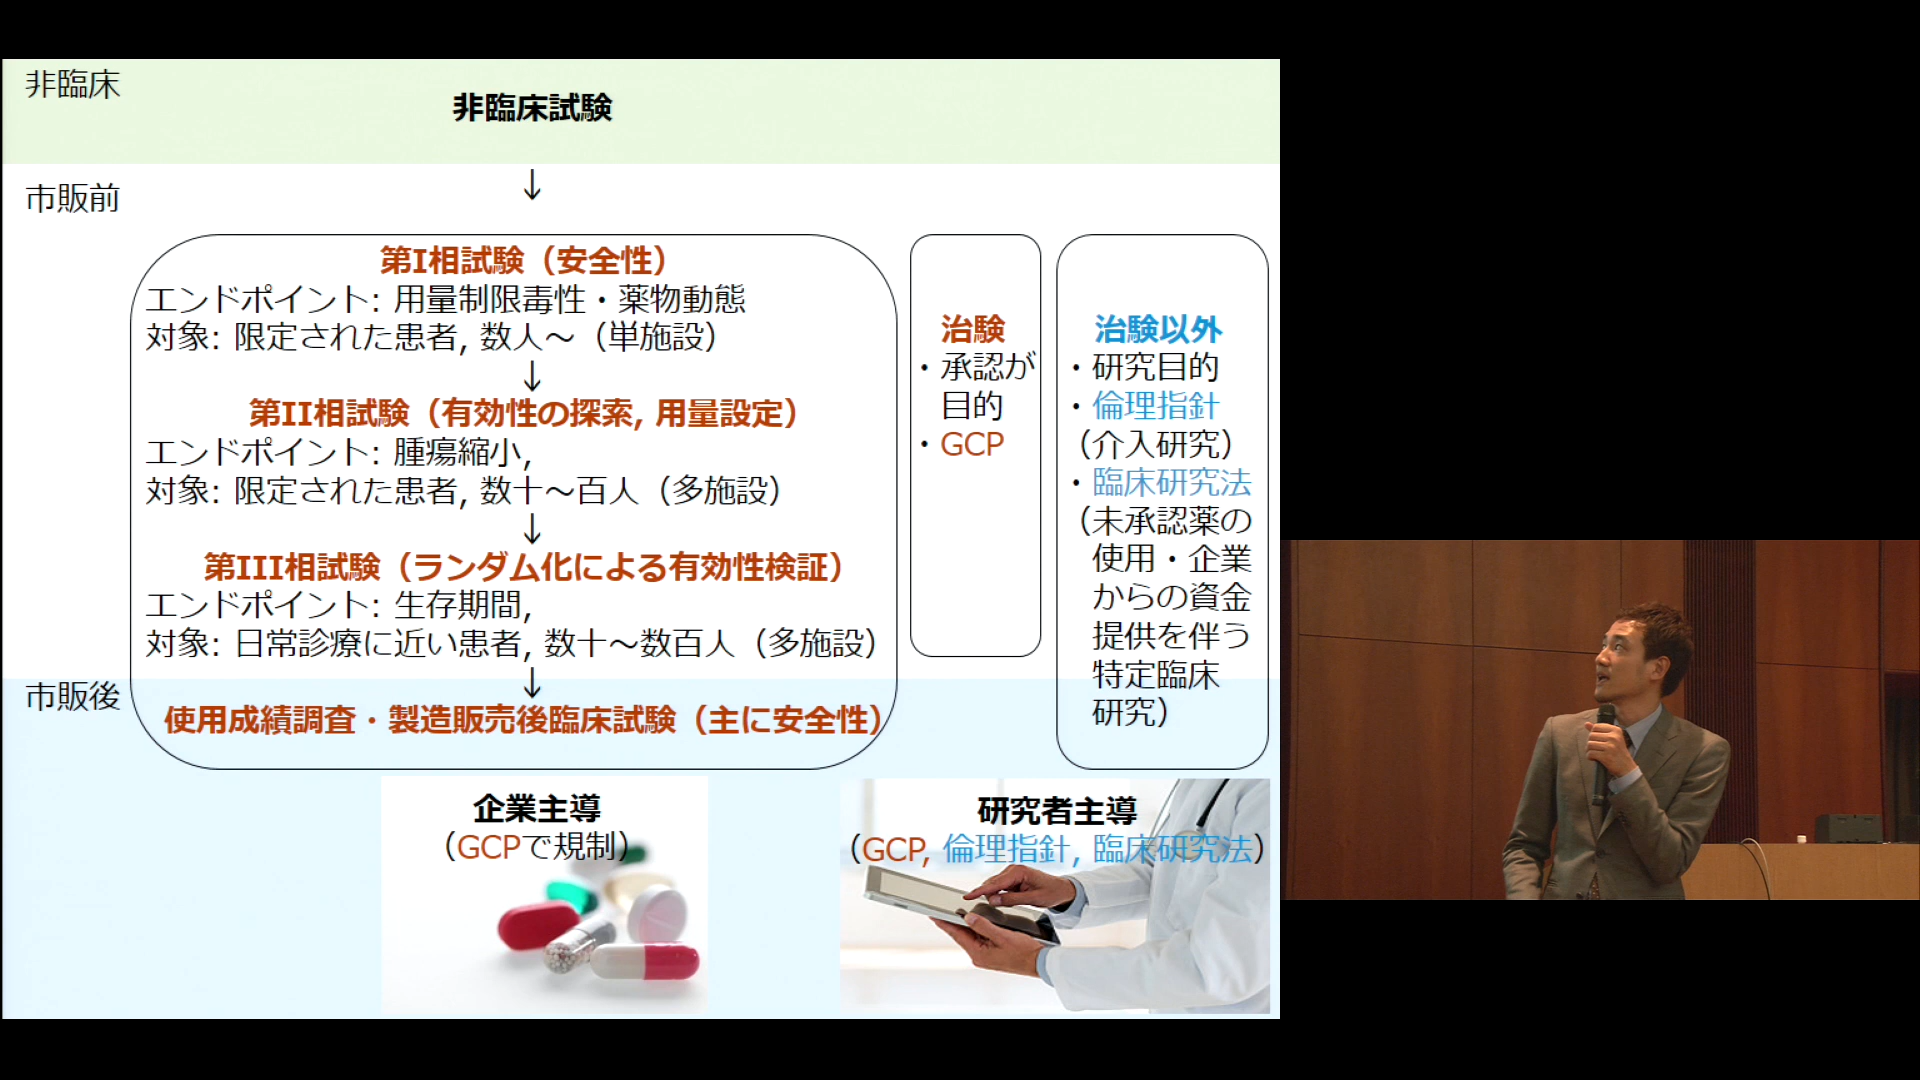 非臨床
非臨床試験
↓
市販前
第I相試験（安全性）
エンドポイント: 用量制限毒性・薬物動態
対象: 限定された患者, 数人～（単施設）
↓
第II相試験（有効性の探索, 用量設定）
エンドポイント: 腫瘍縮小,
対象: 限定された患者, 数十～百人（多施設）
↓
第III相試験（ランダム化による有効性検証）
エンドポイント: 生存期間,
対象: 日常診療に近い患者, 数十～数百人（多施設）
↓
市販後
使用成績調査・製造販売後臨床試験（主に安全性）
治験
・承認が
目的
・GCP
治験以外
・研究目的
・倫理指針
（介入研究）
・臨床研究法
（未承認薬の
使用・企業
からの資金
提供を伴う
特定臨床
研究）
企業主導
（GCPで規制）
研究者主導
（GCP, 倫理指針, 臨床研究法）